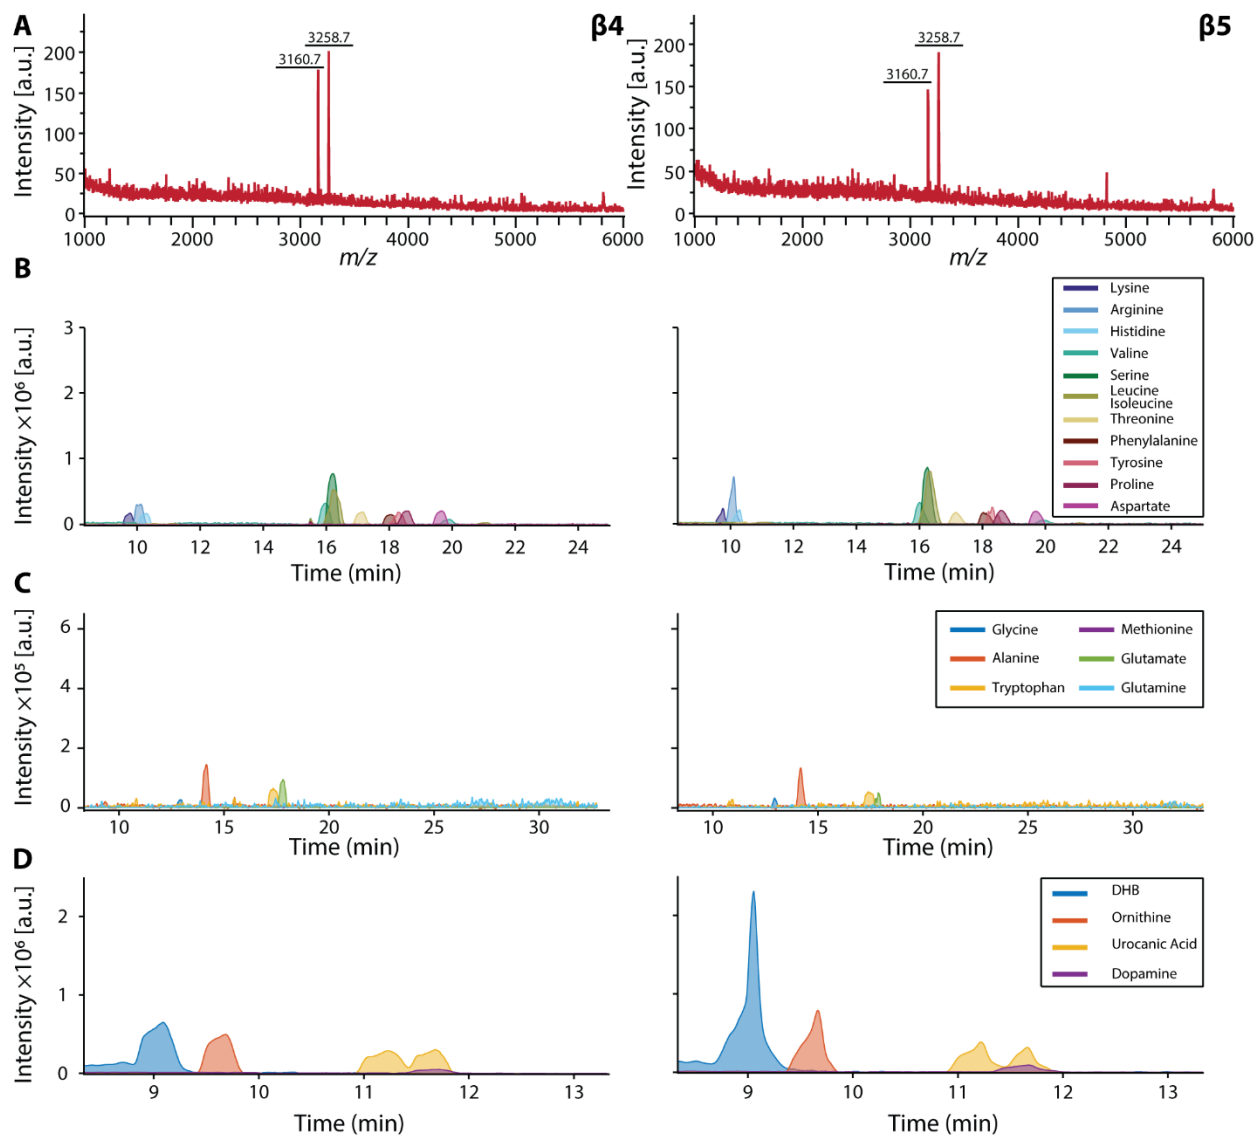 A
β4
β5
Intensity [a.u.]
200
150
100
50
0
3160.7
3258.7
1000
2000
3000
4000
5000
6000
m/z
Intensity [a.u.]
200
150
100
50
0
3160.7
3258.7
1000
2000
3000
4000
5000
6000
m/z
B
Intensity ×10⁶ [a.u.]
3
2
1
0
10
12
14
16
18
20
22
24
Time (min)
10
12
14
16
18
20
22
24
Time (min)
Lysine
Arginine
Histidine
Valine
Serine
Leucine
Isoleucine
Threonine
Phenylalanine
Tyrosine
Proline
Aspartate
C
Intensity ×10⁵ [a.u.]
6
4
2
0
10
15
20
25
30
Time (min)
10
15
20
25
30
Time (min)
Glycine
Methionine
Alanine
Glutamate
Tryptophan
Glutamine
D
Intensity ×10⁶ [a.u.]
2
1
0
9
10
11
12
13
Time (min)
9
10
11
12
13
Time (min)
DHB
Ornithine
Urocanic Acid
Dopamine